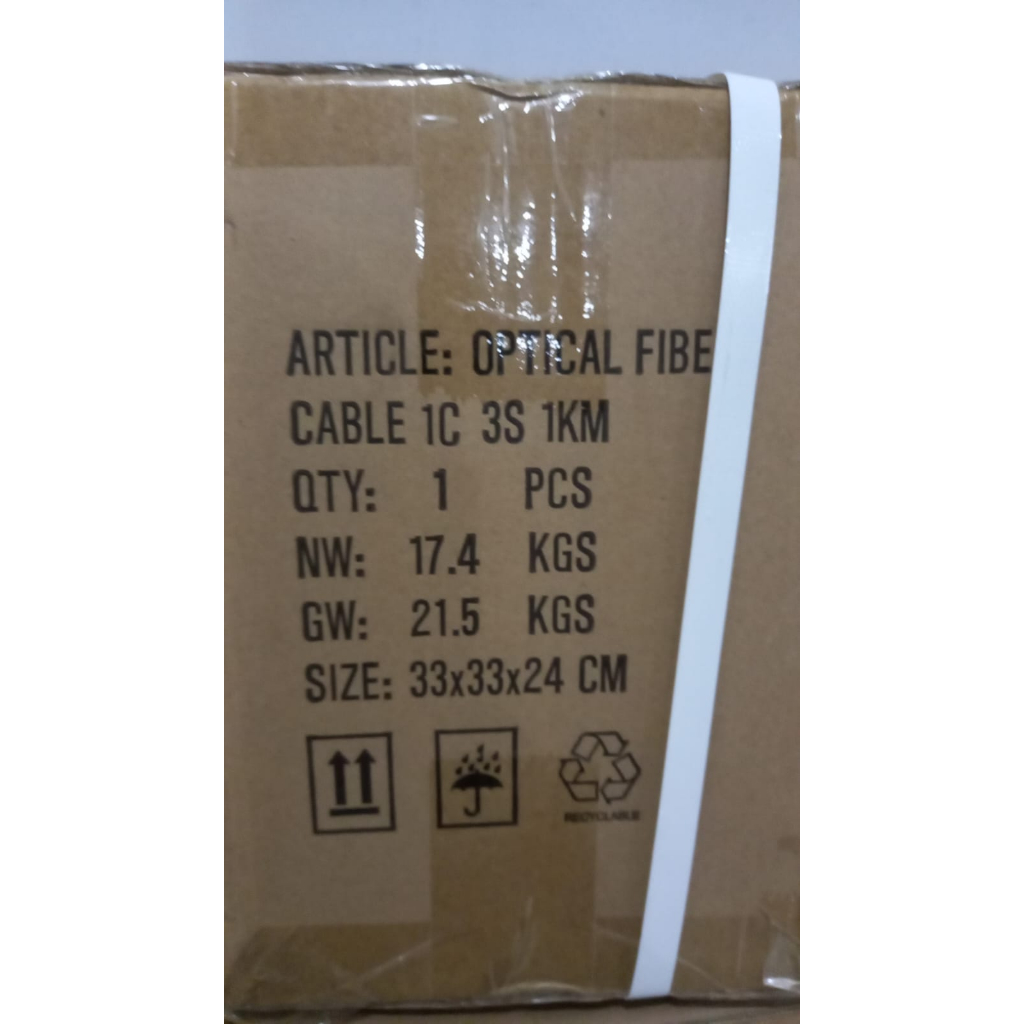 ARTICLE: OPTICAL FIBE
CABLE 1C 3S 1KM
QTY: 1 PCS
NW: 17.4 KGS
GW: 21.5 KGS
SIZE: 33x33x24 CM
RECYCLABLE